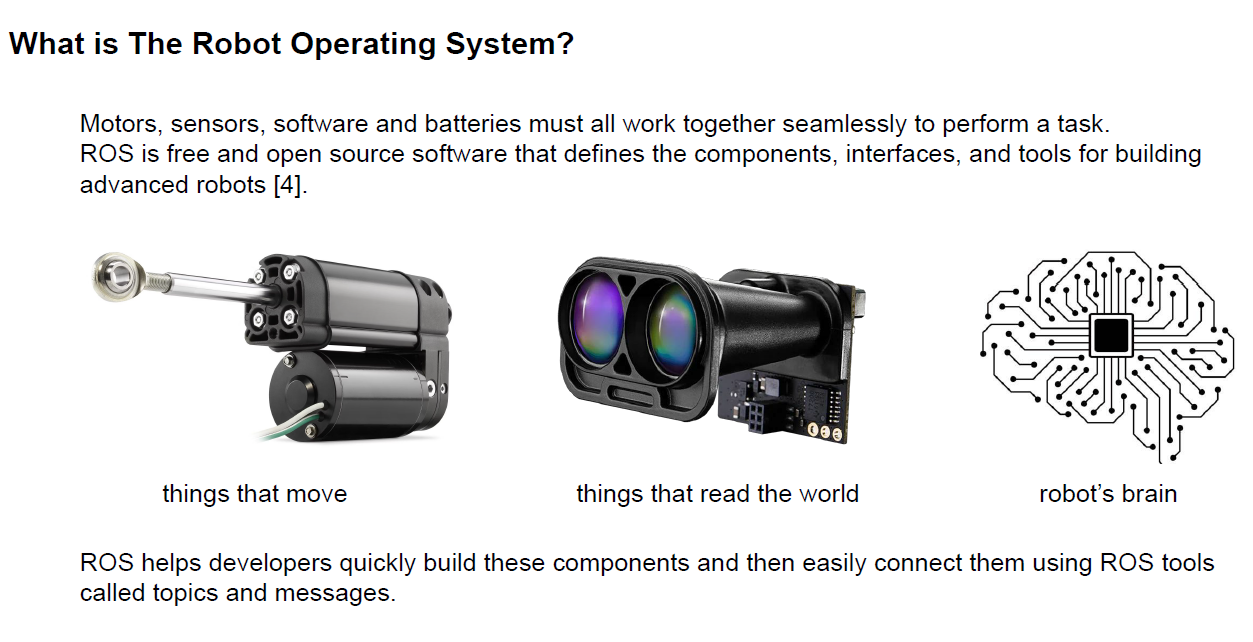 What is The Robot Operating System?
Motors, sensors, software and batteries must all work together seamlessly to perform a task.
ROS is free and open source software that defines the components, interfaces, and tools for building
advanced robots [4].
things that move
things that read the world
robot's brain
ROS helps developers quickly build these components and then easily connect them using ROS tools
called topics and messages.